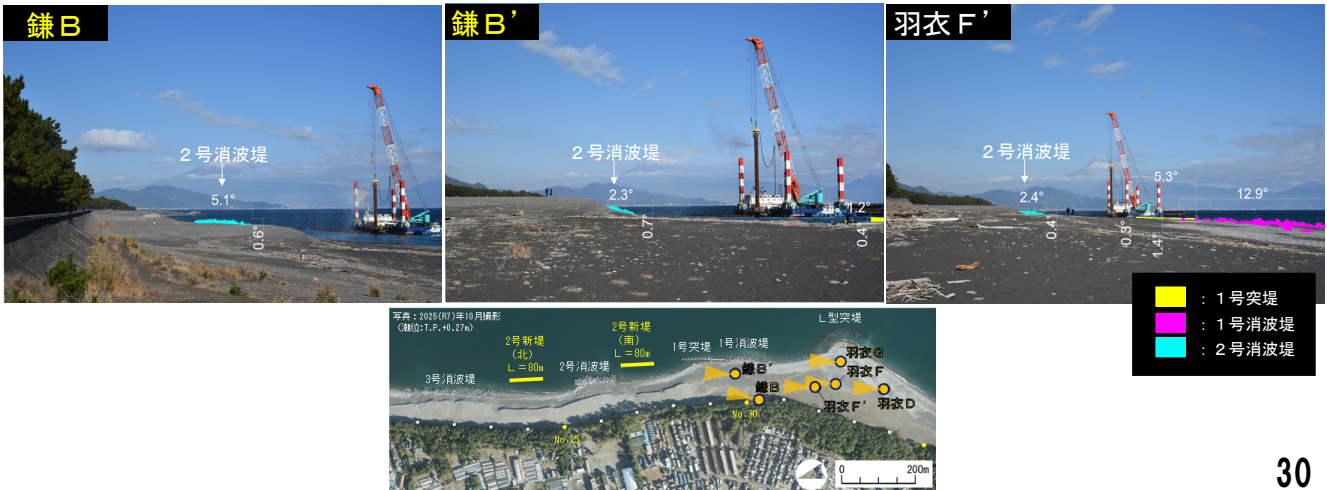 鎌B
2号消波堤
5.1°
0.6°
鎌B’
2号消波堤
2.3°
0.7°
1.2°
0.4°
羽衣F’
2号消波堤
2.4°
0.4°
5.3°
0.3°
1.4°
12.9°
：1号突堤
：1号消波堤
：2号消波堤
写真：2025(R7)年10月撮影
(潮位:T.P.+0.27m)
3号消波堤
2号新堤
(北)
L=80m
2号消波堤
2号新堤
(南)
L=80m
1号突堤
1号消波堤
L型突堤
鎌B’
鎌B
羽衣G
羽衣F
羽衣F’
羽衣D
No.25
No.30
0
200m
30